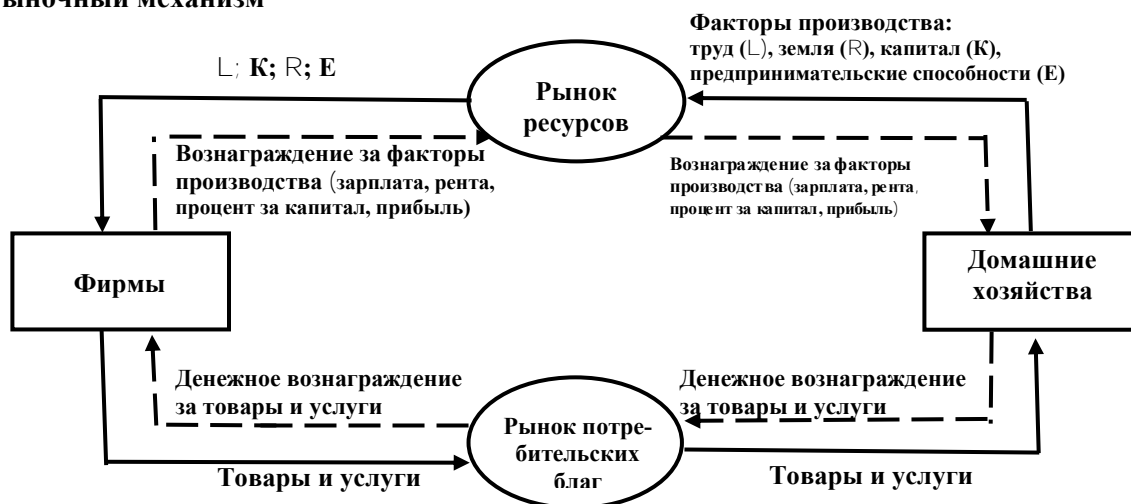 ыночный механизм
Факторы производства:
труд (L), земля (R), капитал (К),
предпринимательские способности (Е)
L; К; R; Е
Рынок
ресурсов
Вознаграждение за факторы
производства (зарплата, рента,
процент за капитал, прибыль)
Вознаграждение за факторы
производства (зарплата, рента,
процент за капитал, прибыль)
Фирмы
Домашние
хозяйства
Денежное вознаграждение
за товары и услуги
Денежное вознаграждение
за товары и услуги
Рынок потре-
бительских
благ
Товары и услуги
Товары и услуги